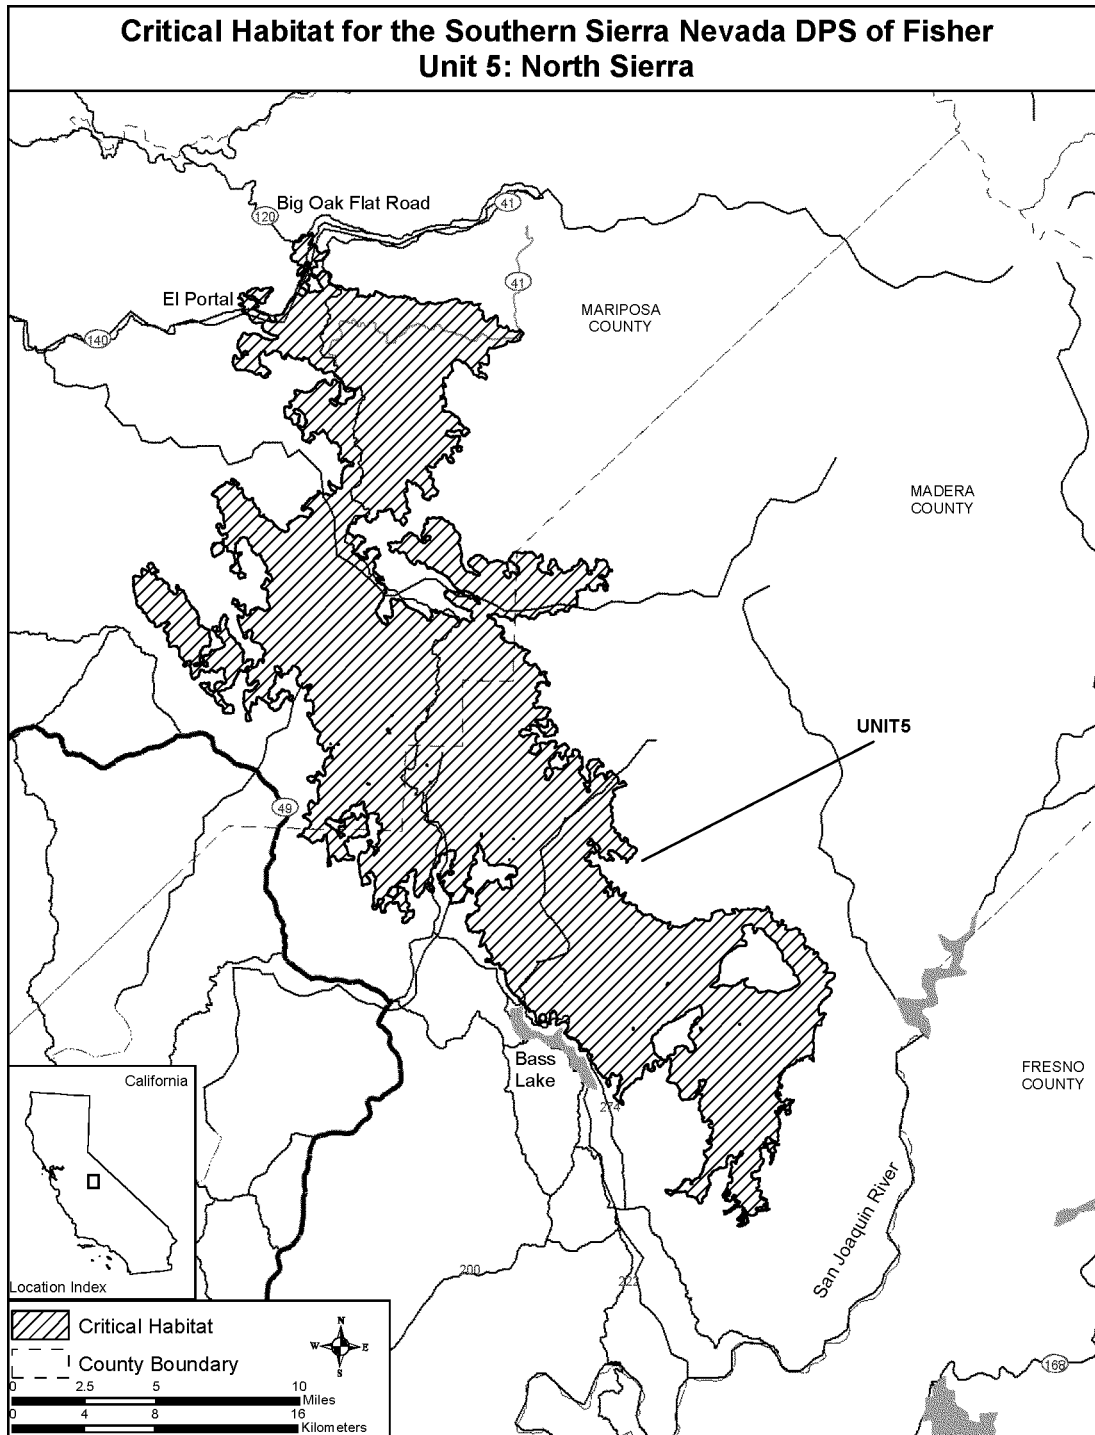 Critical Habitat for the Southern Sierra Nevada DPS of Fisher
Unit 5: North Sierra
Big Oak Flat Road
120
41
41
El Portal
140
MARIPOSA
COUNTY
MADERA
COUNTY
UNIT5
49
Bass
Lake
274
FRESNO
COUNTY
San Joaquin River
200
222
168
California
Location Index
Critical Habitat
County Boundary
N
W
E
S
0
2.5
5
10
Miles
0
4
8
16
Kilometers